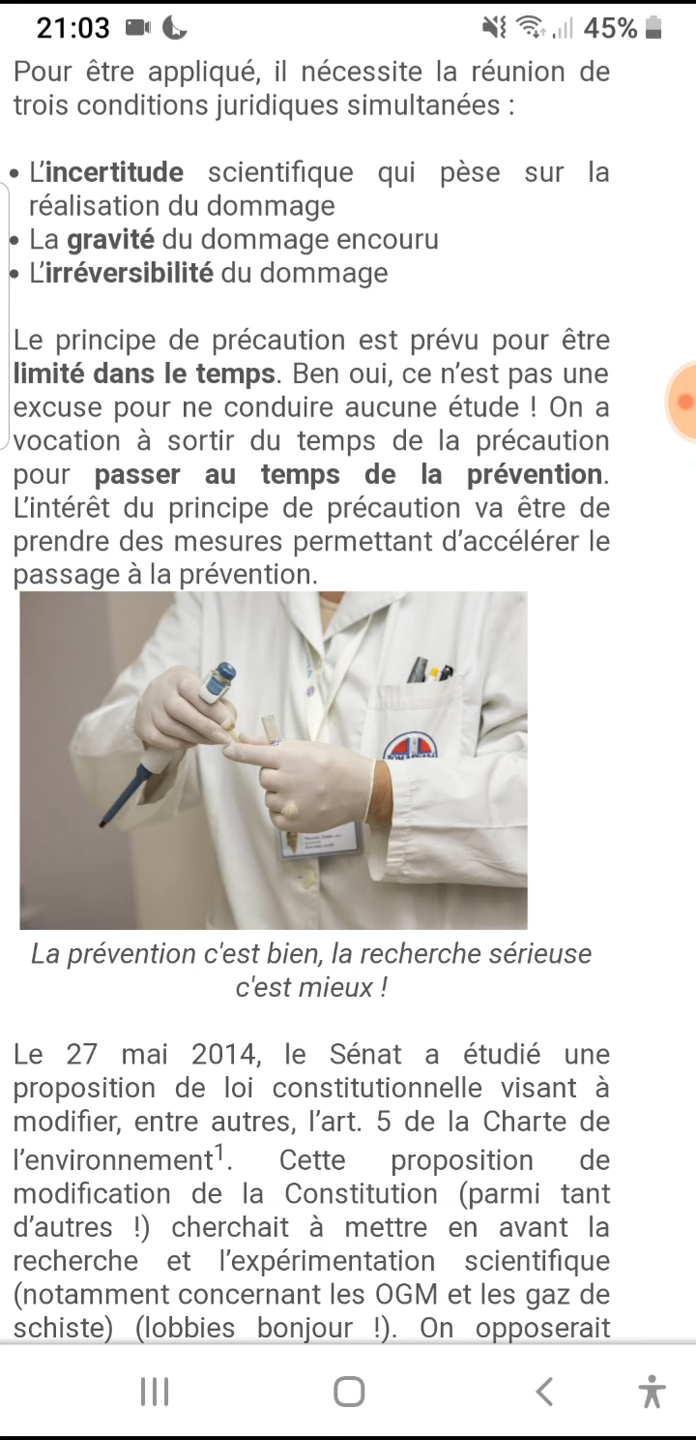 21:03 45%
Pour être appliqué, il nécessite la réunion de
trois conditions juridiques simultanées :
• L'incertitude scientifique qui pèse sur la
réalisation du dommage
• La gravité du dommage encouru
• L'irréversibilité du dommage
Le principe de précaution est prévu pour être
limité dans le temps. Ben oui, ce n'est pas une
excuse pour ne conduire aucune étude ! On a
vocation à sortir du temps de la précaution
pour passer au temps de la prévention.
L'intérêt du principe de précaution va être de
prendre des mesures permettant d'accélérer le
passage à la prévention.
La prévention c'est bien, la recherche sérieuse
c'est mieux !
Le 27 mai 2014, le Sénat a étudié une
proposition de loi constitutionnelle visant à
modifier, entre autres, l'art. 5 de la Charte de
l'environnement¹. Cette proposition de
modification de la Constitution (parmi tant
d'autres !) cherchait à mettre en avant la
recherche et l'expérimentation scientifique
(notamment concernant les OGM et les gaz de
schiste) (lobbies bonjour !). On opposerait